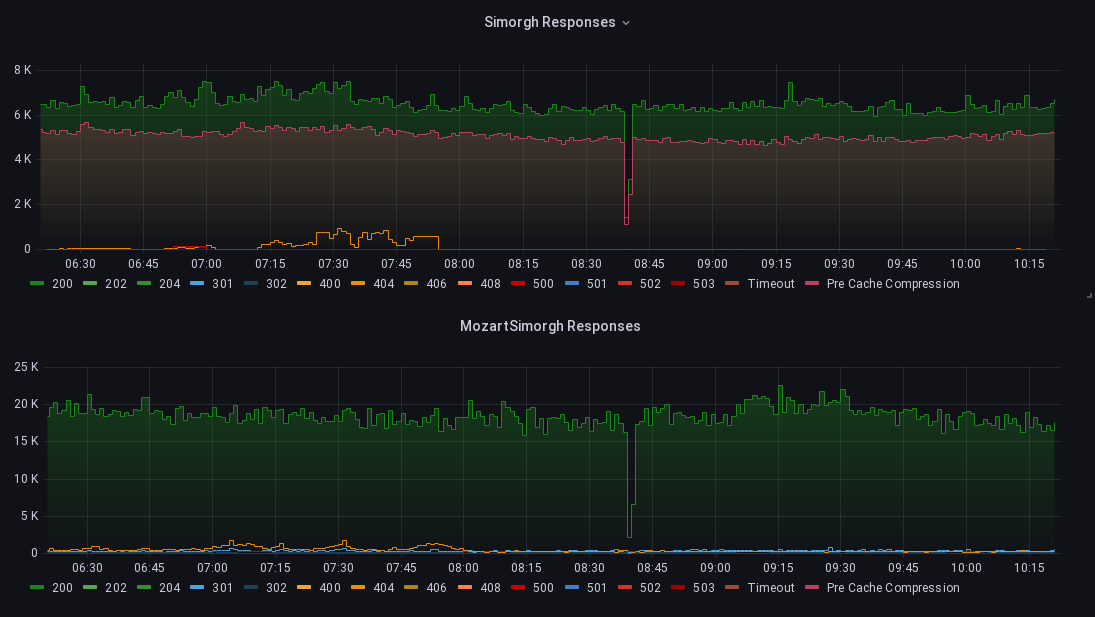 Simorgh Responses
8 K
6 K
4 K
2 K
0
06:30 06:45 07:00 07:15 07:30 07:45 08:00 08:15 08:30 08:45 09:00 09:15 09:30 09:45 10:00 10:15
200 202 204 301 302 400 404 406 408 500 501 502 503 Timeout Pre Cache Compression
MozartSimorgh Responses
25 K
20 K
15 K
10 K
5 K
0
06:30 06:45 07:00 07:15 07:30 07:45 08:00 08:15 08:30 08:45 09:00 09:15 09:30 09:45 10:00 10:15
200 202 204 301 302 400 404 406 408 500 501 502 503 Timeout Pre Cache Compression